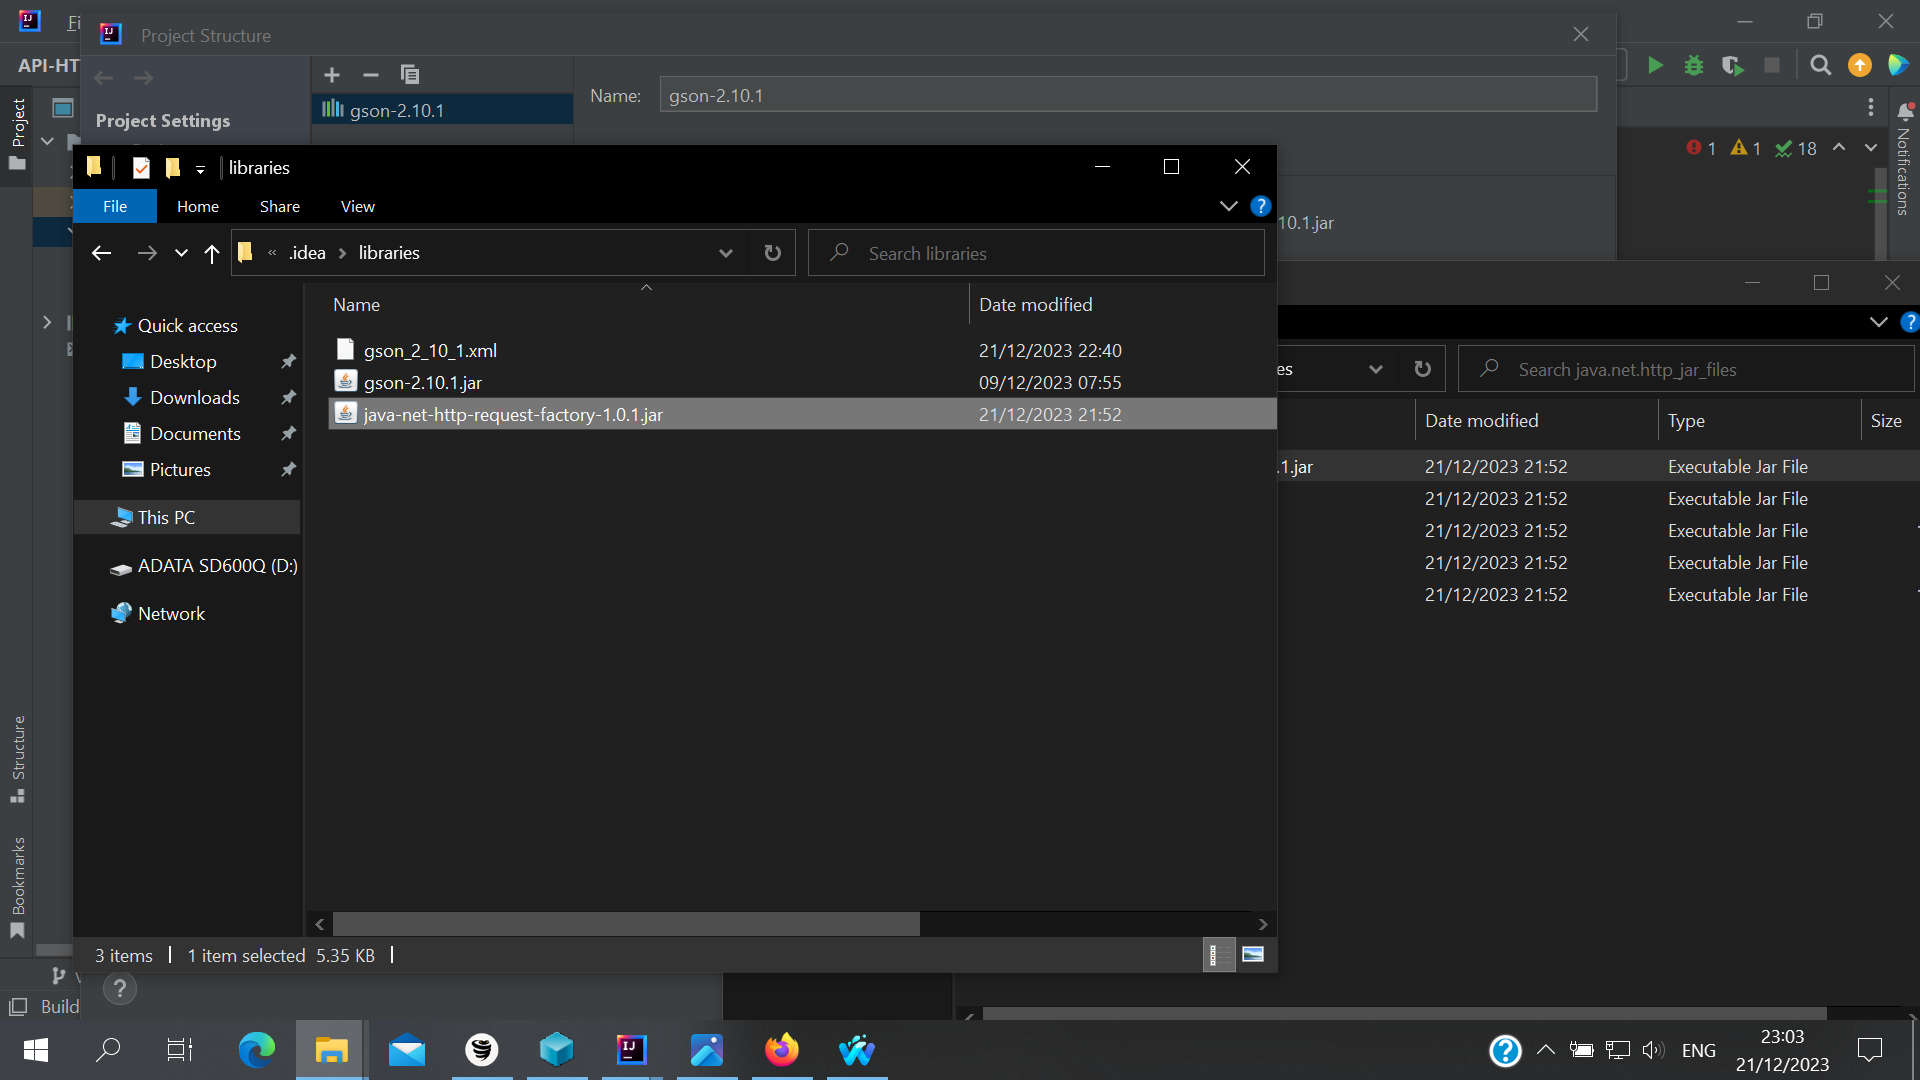 Fi
Project Structure
API-HT
Project
Project Settings
gson-2.10.1
Name:
gson-2.10.1
1
1
18
Notifications
10.1.jar
libraries
File
Home
Share
View
« .idea > libraries
Search libraries
Name
Date modified
Quick access
Desktop
Downloads
Documents
Pictures
This PC
ADATA SD600Q (D:)
Network
gson_2_10_1.xml
21/12/2023 22:40
gson-2.10.1.jar
09/12/2023 07:55
java-net-http-request-factory-1.0.1.jar
21/12/2023 21:52
es
Search java.net.http_jar_files
Date modified
Type
Size
.1.jar
21/12/2023 21:52
Executable Jar File
21/12/2023 21:52
Executable Jar File
21/12/2023 21:52
Executable Jar File
21/12/2023 21:52
Executable Jar File
21/12/2023 21:52
Executable Jar File
Structure
Bookmarks
3 items
1 item selected 5.35 KB
Build
ENG
23:03
21/12/2023